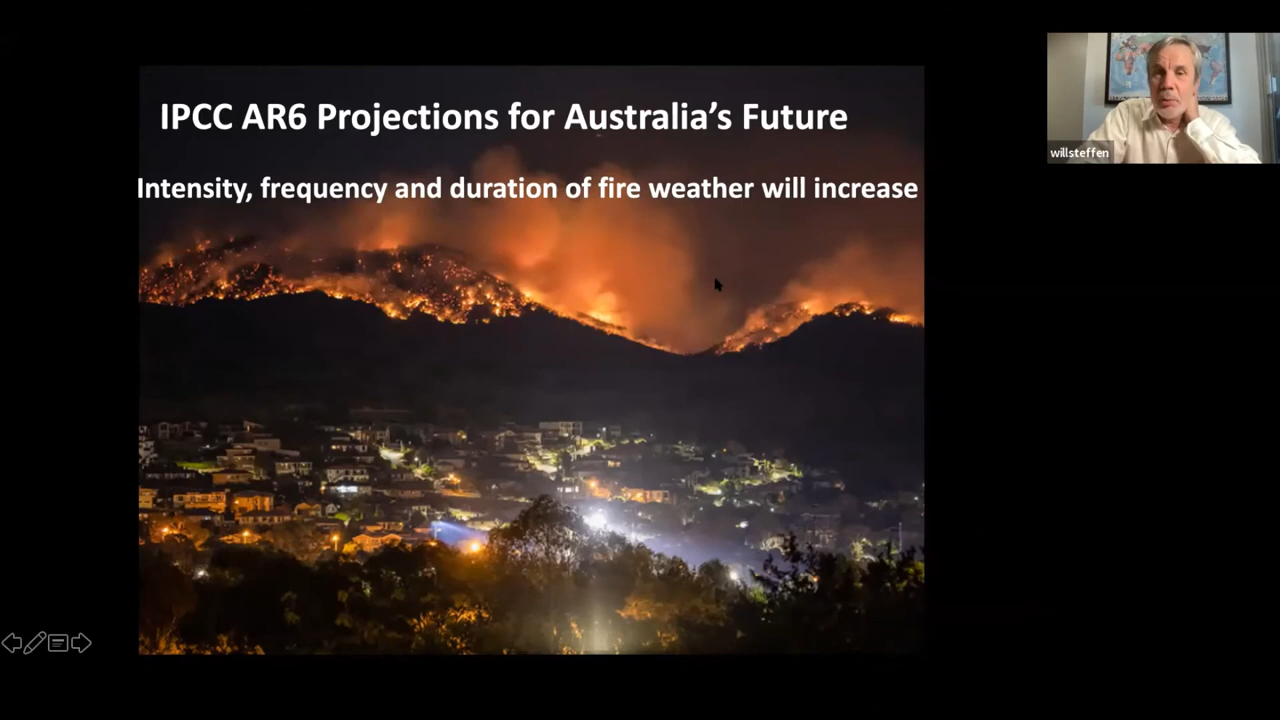 IPCC AR6 Projections for Australia’s Future
Intensity, frequency and duration of fire weather will increase
willsteffen